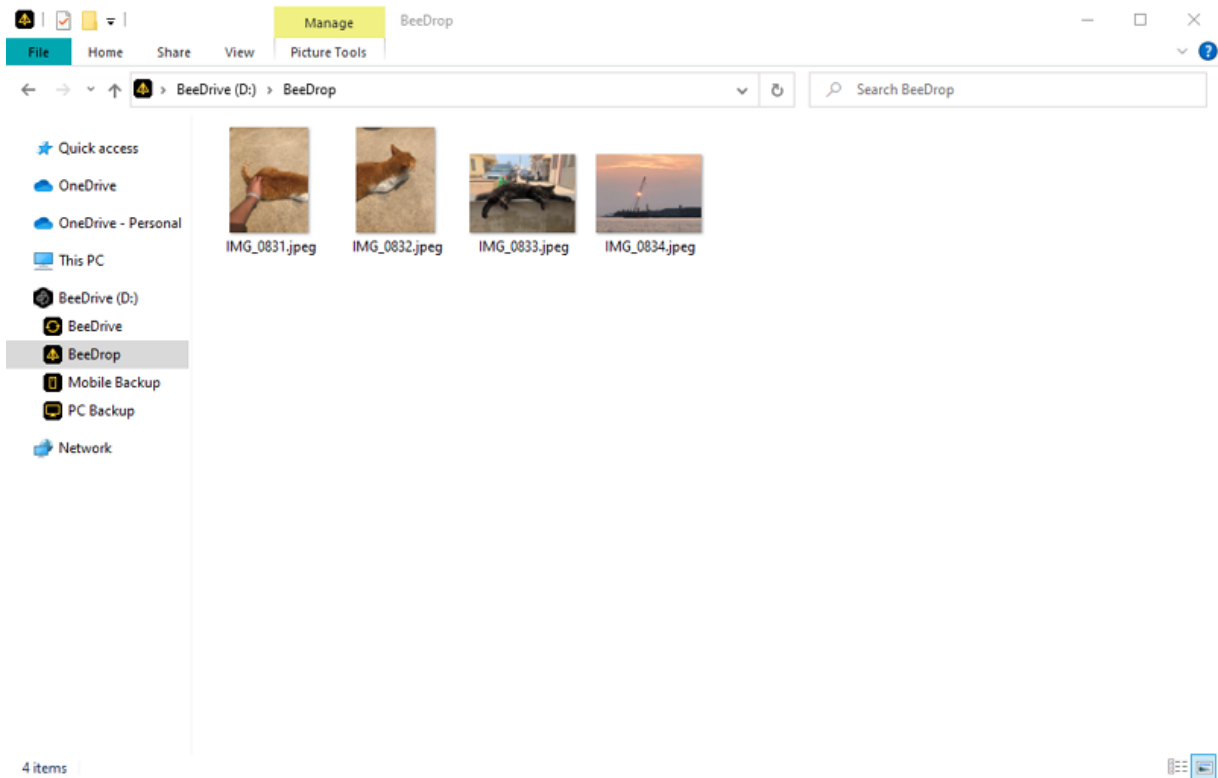 Manage
BeeDrop
File
Home
Share
View
Picture Tools
?
BeeDrive (D:) > BeeDrop
Search BeeDrop
Quick access
OneDrive
OneDrive - Personal
This PC
BeeDrive (D:)
BeeDrive
BeeDrop
Mobile Backup
PC Backup
Network
IMG_0831.jpeg
IMG_0832.jpeg
IMG_0833.jpeg
IMG_0834.jpeg
4 items